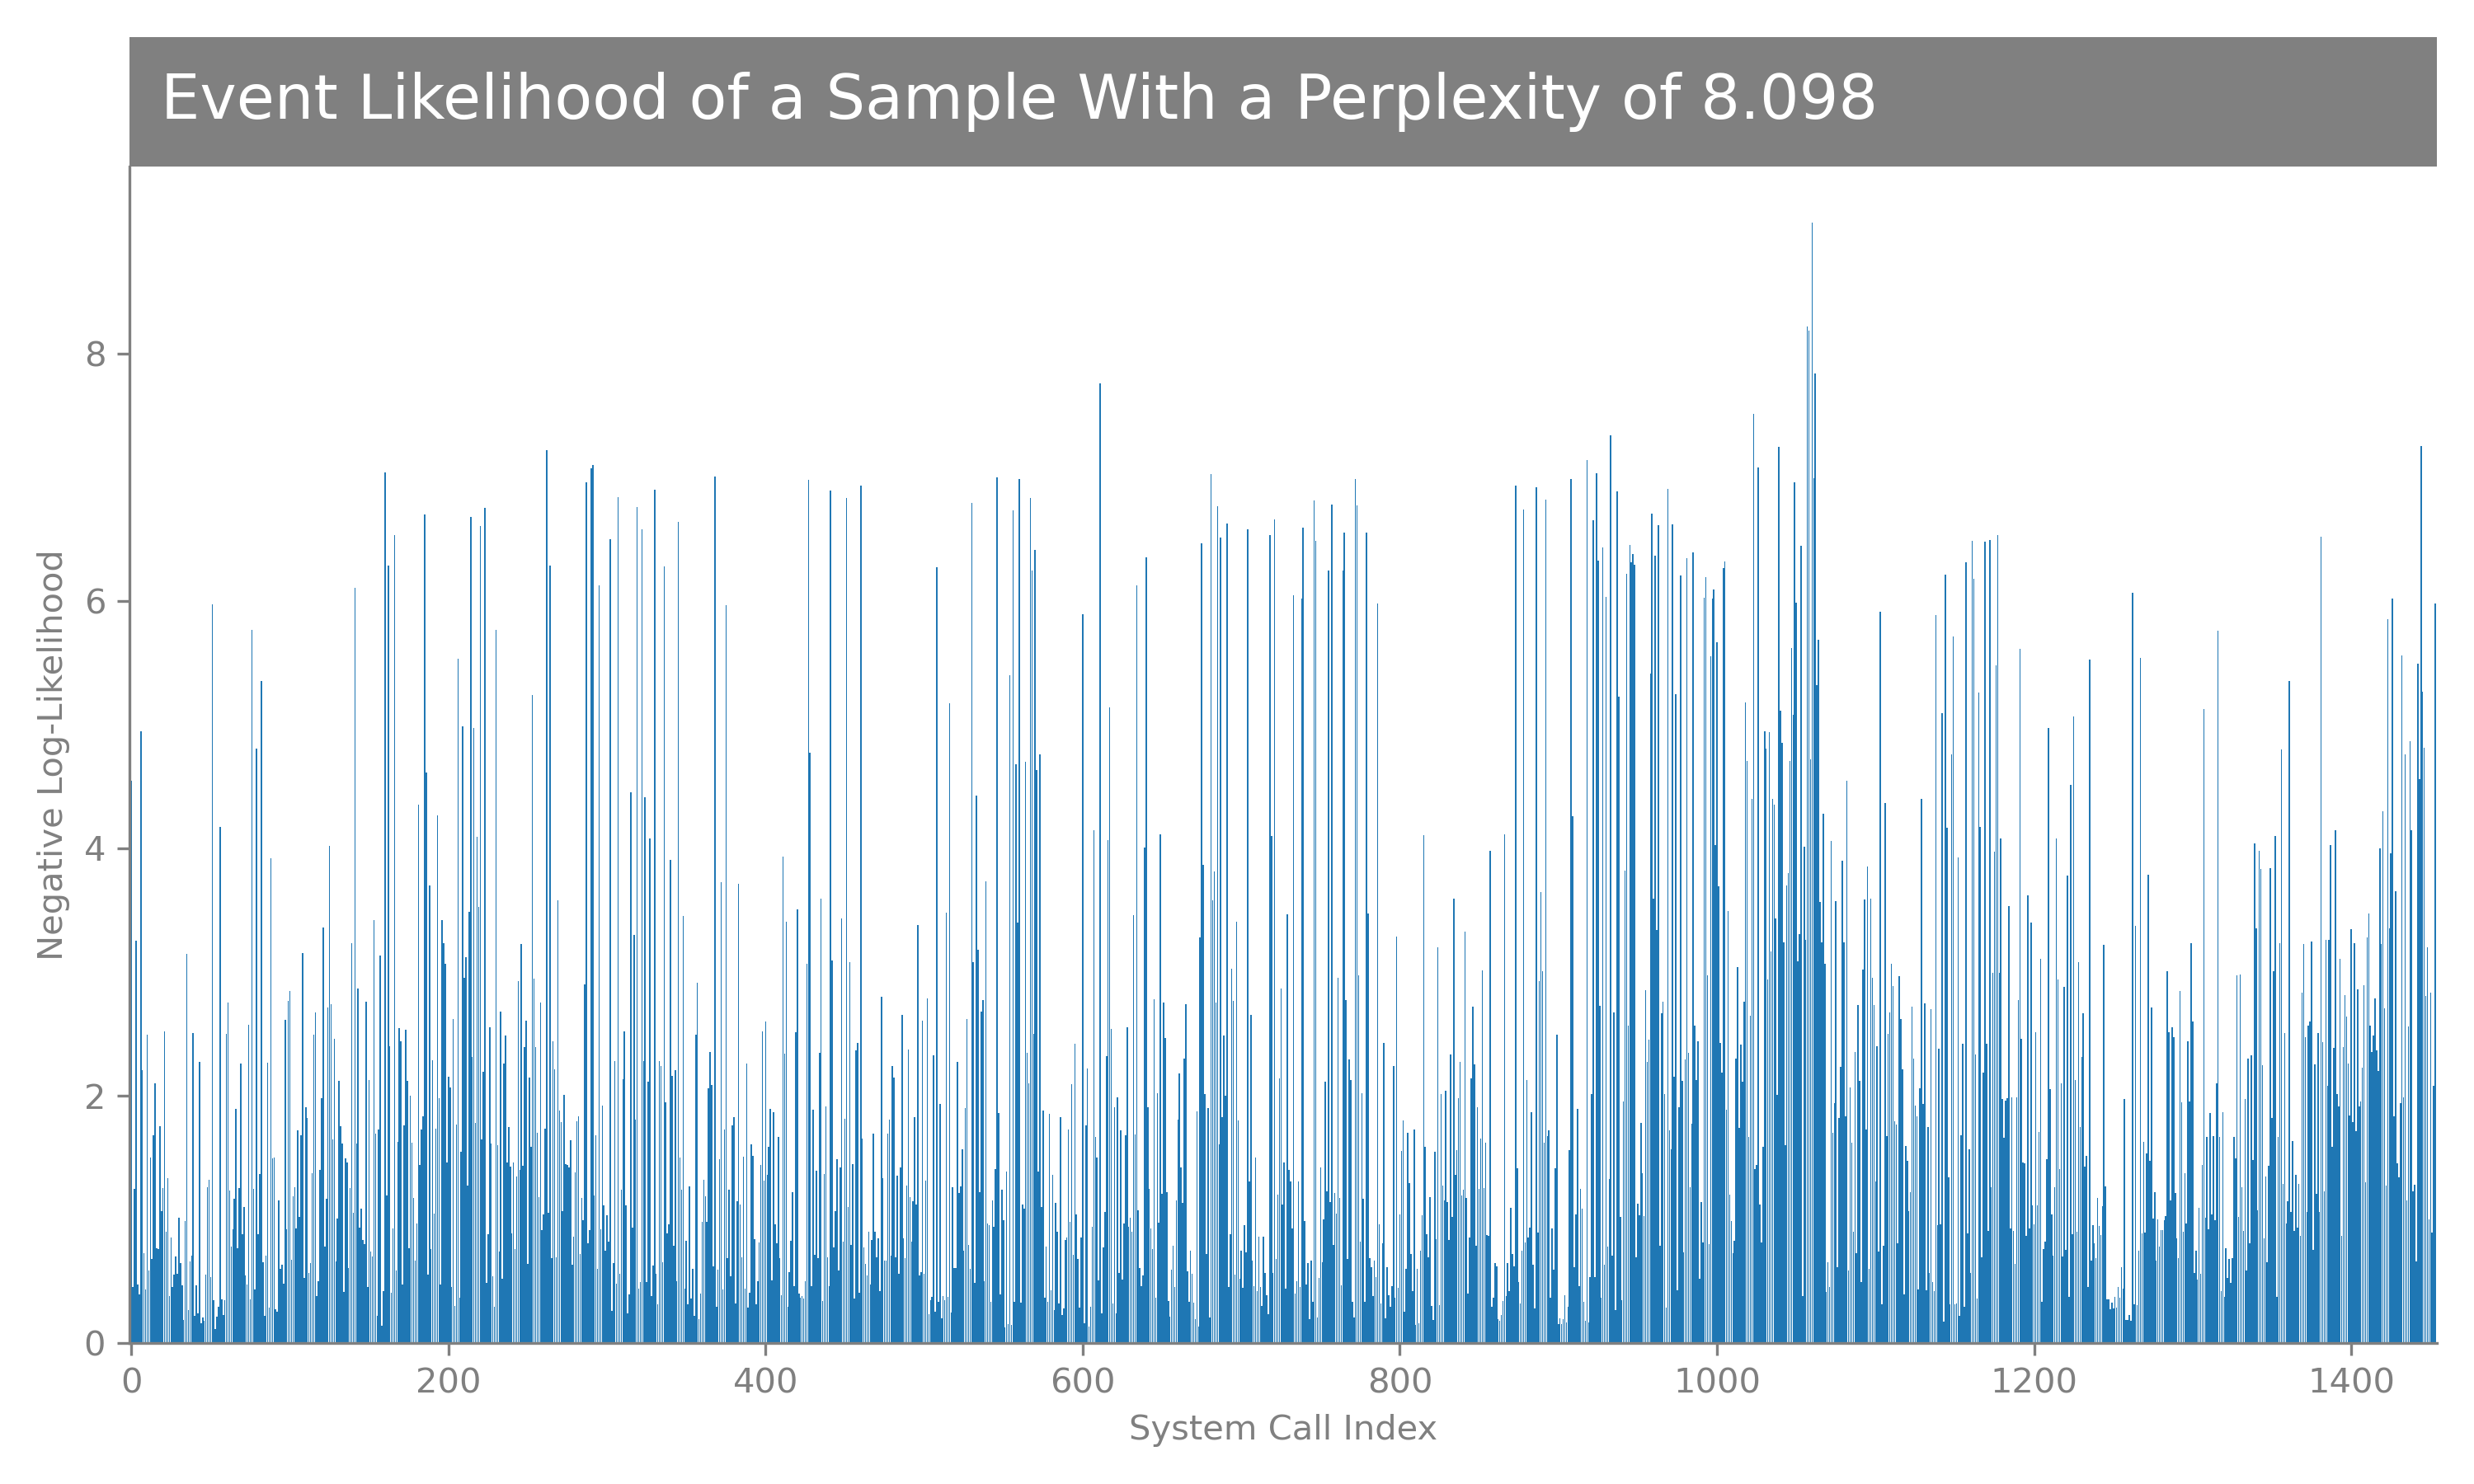 Event Likelihood of a Sample With a Perplexity of 8.098
Negative Log-Likelihood
8
6
4
2
0
0 200 400 600 800 1000 1200 1400
System Call Index